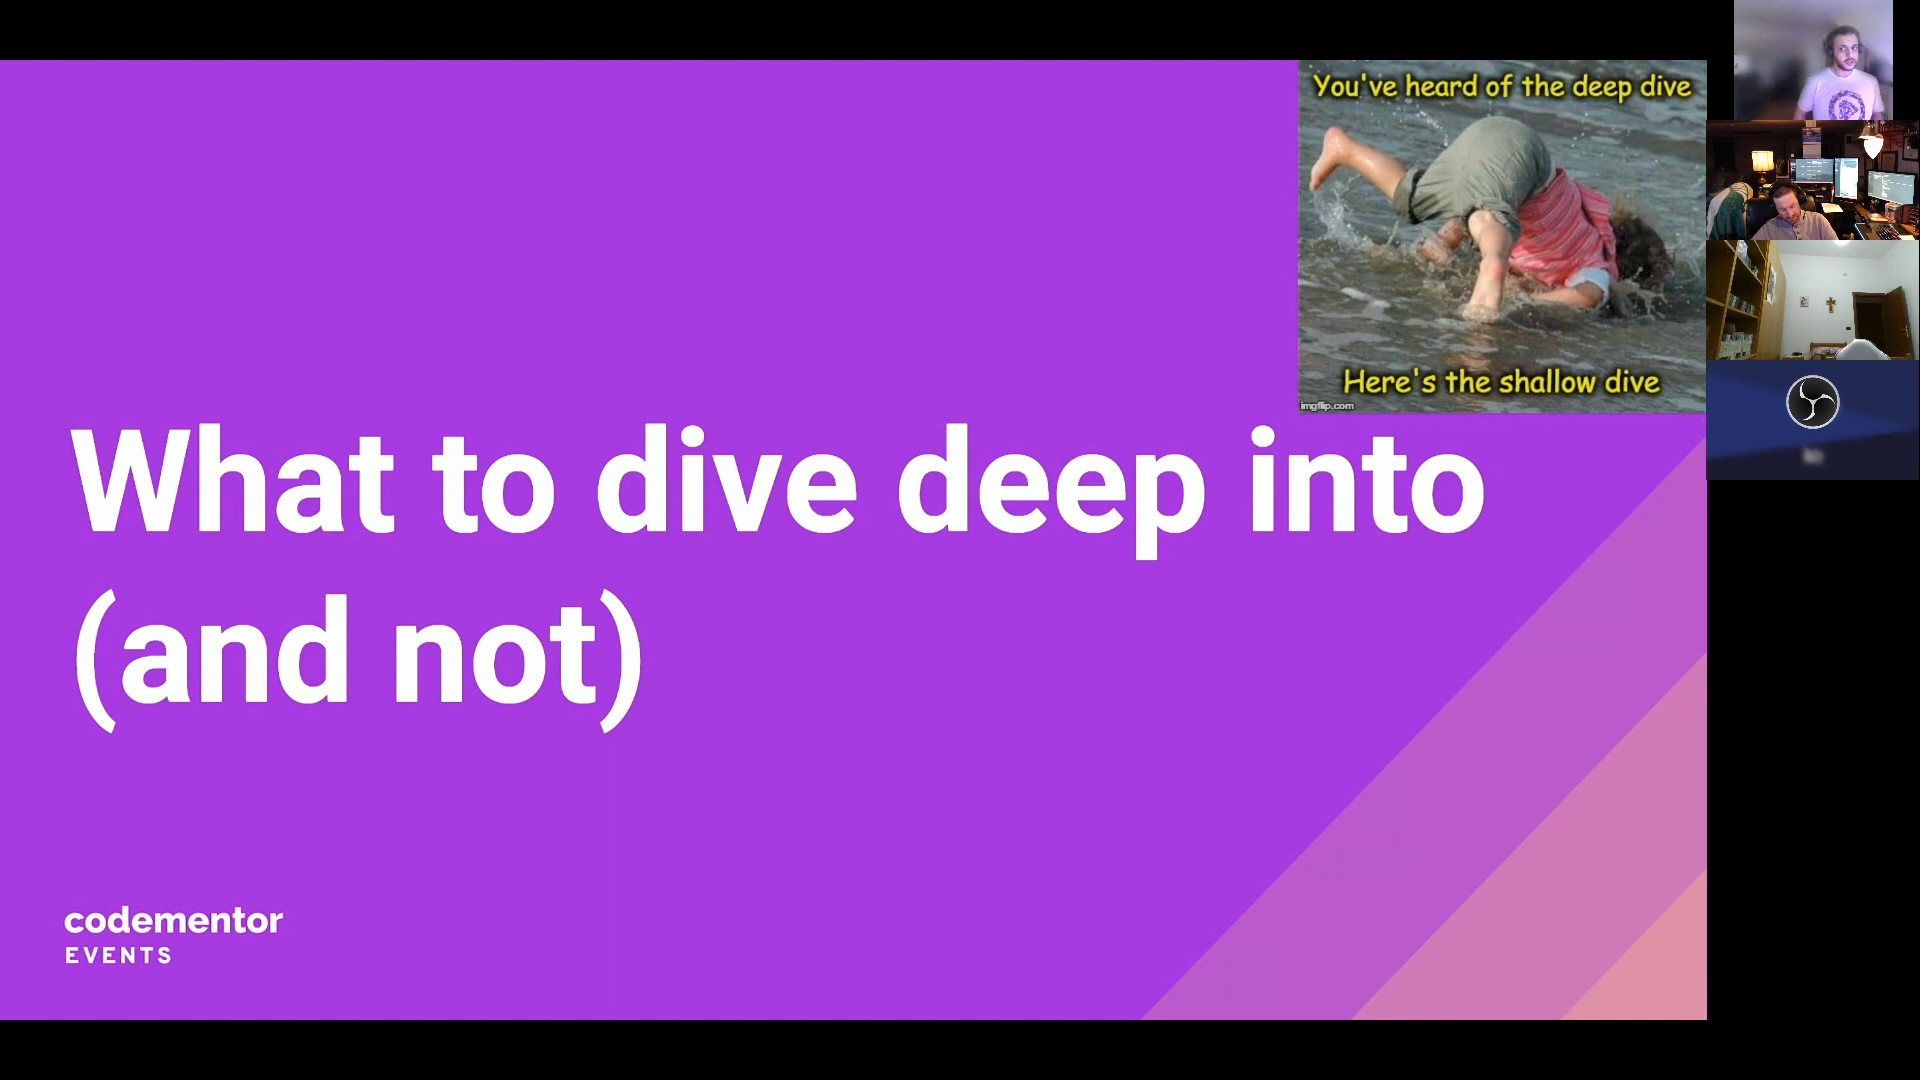 You've heard of the deep dive
Here's the shallow dive
imgflip.com
What to dive deep into
(and not)
codementor
EVENTS